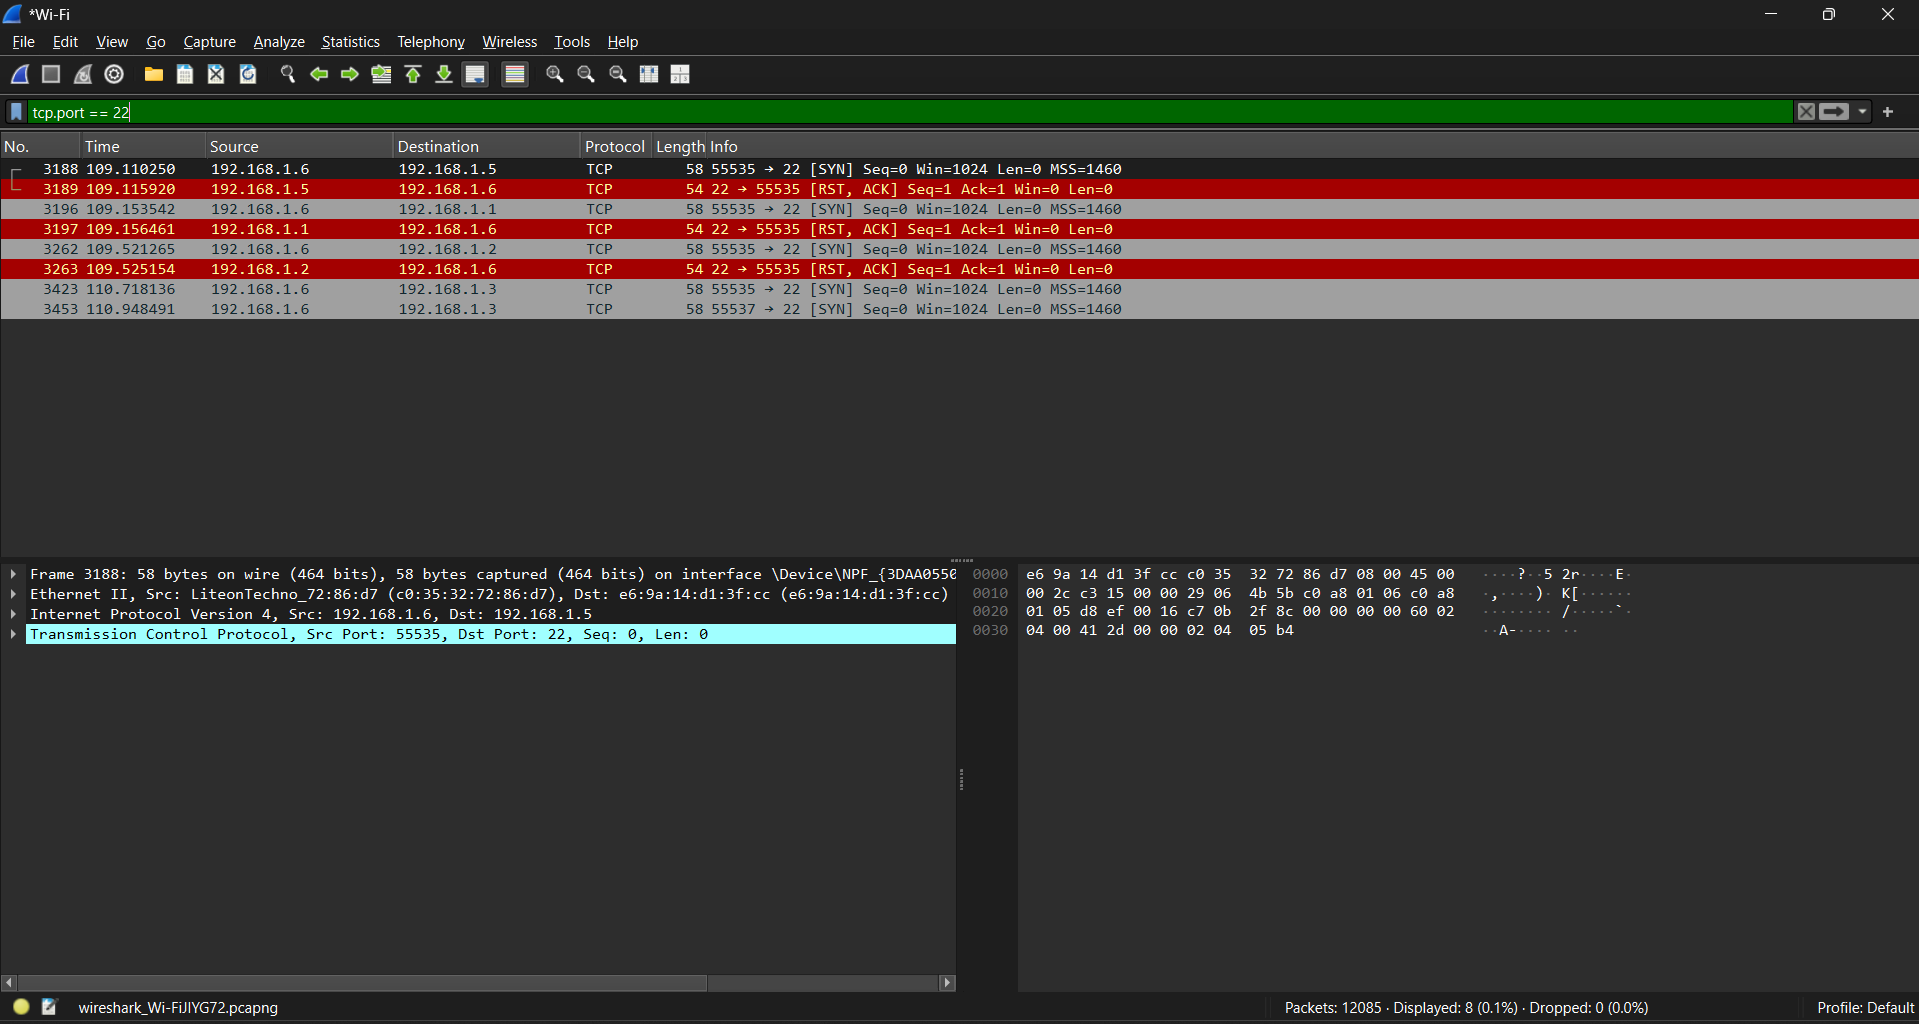 *Wi-Fi
File Edit View Go Capture Analyze Statistics Telephony Wireless Tools Help
tcp.port == 22
No. Time Source Destination Protocol Length Info
3188 109.110250 192.168.1.6 192.168.1.5 TCP 58 55535 → 22 [SYN] Seq=0 Win=1024 Len=0 MSS=1460
3189 109.115920 192.168.1.5 192.168.1.6 TCP 54 22 → 55535 [RST, ACK] Seq=1 Ack=1 Win=0 Len=0
3196 109.153542 192.168.1.6 192.168.1.1 TCP 58 55535 → 22 [SYN] Seq=0 Win=1024 Len=0 MSS=1460
3197 109.156461 192.168.1.1 192.168.1.6 TCP 54 22 → 55535 [RST, ACK] Seq=1 Ack=1 Win=0 Len=0
3262 109.521265 192.168.1.6 192.168.1.2 TCP 58 55535 → 22 [SYN] Seq=0 Win=1024 Len=0 MSS=1460
3263 109.525154 192.168.1.2 192.168.1.6 TCP 54 22 → 55535 [RST, ACK] Seq=1 Ack=1 Win=0 Len=0
3423 110.718136 192.168.1.6 192.168.1.3 TCP 58 55535 → 22 [SYN] Seq=0 Win=1024 Len=0 MSS=1460
3453 110.948491 192.168.1.6 192.168.1.3 TCP 58 55537 → 22 [SYN] Seq=0 Win=1024 Len=0 MSS=1460
Frame 3188: 58 bytes on wire (464 bits), 58 bytes captured (464 bits) on interface \Device\NPF_{3DAA0550
Ethernet II, Src: LiteonTechno_72:86:d7 (c0:35:32:72:86:d7), Dst: e6:9a:14:d1:3f:cc (e6:9a:14:d1:3f:cc)
Internet Protocol Version 4, Src: 192.168.1.6, Dst: 192.168.1.5
Transmission Control Protocol, Src Port: 55535, Dst Port: 22, Seq: 0, Len: 0
0000 e6 9a 14 d1 3f cc c0 35 32 72 86 d7 08 00 45 00 ····?··5 2r····E·
0010 00 2c c3 15 00 00 29 06 4b 5b c0 a8 01 06 c0 a8 ·,····)· K[······
0020 01 05 d8 ef 00 16 c7 0b 2f 8c 00 00 00 00 60 02 ········ /·····`·
0030 04 00 41 2d 00 00 02 04 05 b4 ··A-···· ··
wireshark_Wi-FiJIYG72.pcapng
Packets: 12085 · Displayed: 8 (0.1%) · Dropped: 0 (0.0%)
Profile: Default